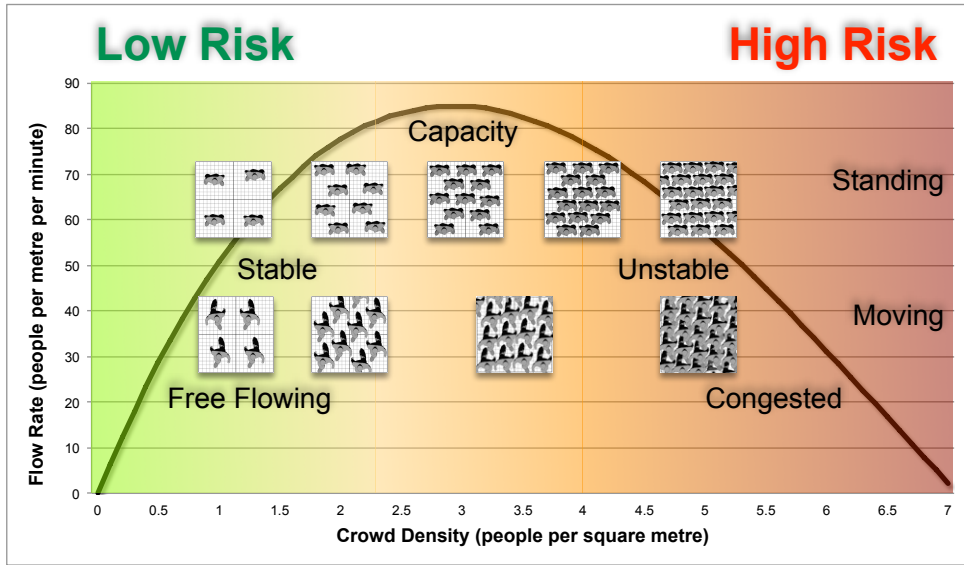 Low Risk
High Risk
90
80
70
60
50
40
30
20
10
0
Flow Rate (people per metre per minute)
Capacity
Standing
Stable
Unstable
Moving
Free Flowing
Congested
0 0.5 1 1.5 2 2.5 3 3.5 4 4.5 5 5.5 6 6.5 7
Crowd Density (people per square metre)